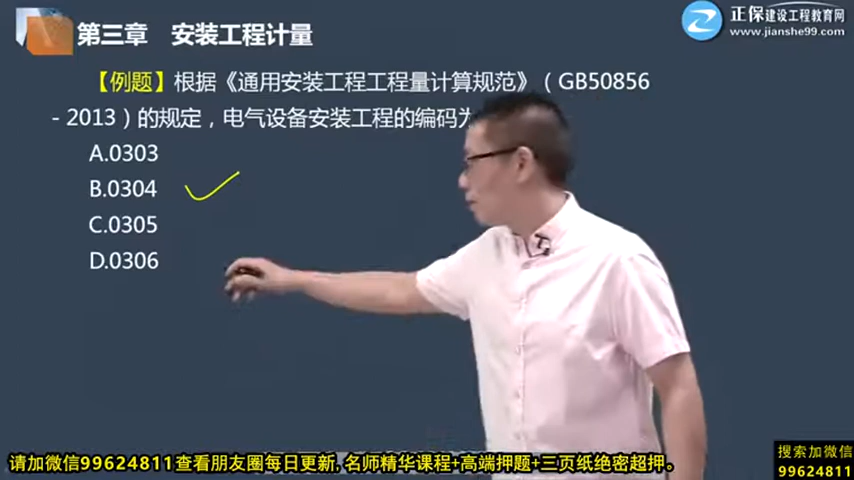 第三章 安装工程计量
正保建设工程教育网
www.jianshe99.com
【例题】根据《通用安装工程工程量计算规范》（GB50856
- 2013）的规定，电气设备安装工程的编码为
A.0303
B.0304
C.0305
D.0306
请加微信99624811查看朋友圈每日更新,名师精华课程+高端押题+三页纸绝密超押。
搜索加微信
99624811